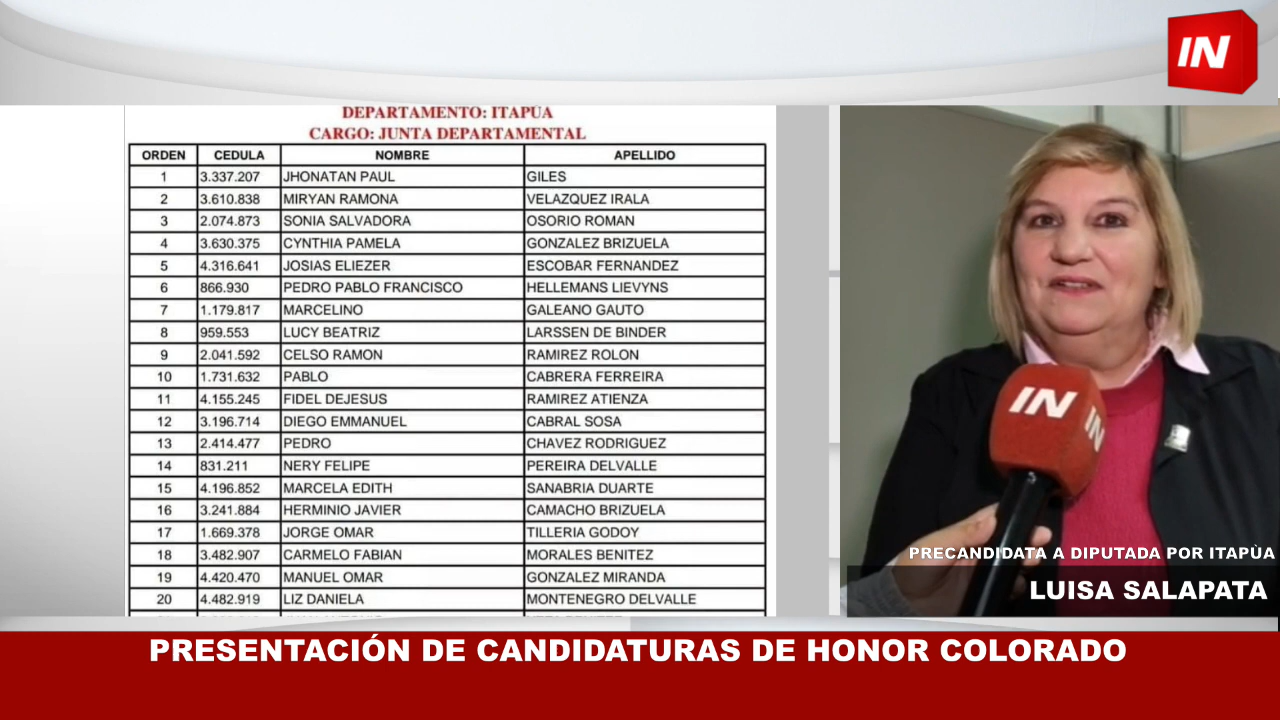 IN
DEPARTAMENTO: ITAPÙA
CARGO: JUNTA DEPARTAMENTAL
ORDEN CEDULA NOMBRE APELLIDO
1 3.337.207 JHONATAN PAUL GILES
2 3.610.838 MIRYAN RAMONA VELAZQUEZ IRALA
3 2.074.873 SONIA SALVADORA OSORIO ROMAN
4 3.630.375 CYNTHIA PAMELA GONZALEZ BRIZUELA
5 4.316.641 JOSIAS ELIEZER ESCOBAR FERNANDEZ
6 866.930 PEDRO PABLO FRANCISCO HELLEMANS LIEVYNS
7 1.179.817 MARCELINO GALEANO GAUTO
8 959.553 LUCY BEATRIZ LARSSEN DE BINDER
9 2.041.592 CELSO RAMON RAMIREZ ROLON
10 1.731.632 PABLO CABRERA FERREIRA
11 4.155.245 FIDEL DEJESUS RAMIREZ ATIENZA
12 3.196.714 DIEGO EMMANUEL CABRAL SOSA
13 2.414.477 PEDRO CHAVEZ RODRIGUEZ
14 831.211 NERY FELIPE PEREIRA DELVALLE
15 4.196.852 MARCELA EDITH SANABRIA DUARTE
16 3.241.884 HERMINIO JAVIER CAMACHO BRIZUELA
17 1.669.378 JORGE OMAR TILLERIA GODOY
18 3.482.907 CARMELO FABIAN MORALES BENITEZ
19 4.420.470 MANUEL OMAR GONZALEZ MIRANDA
20 4.482.919 LIZ DANIELA MONTENEGRO DELVALLE
IN IN
PRECANDIDATA A DIPUTADA POR ITAPÙA
LUISA SALAPATA
PRESENTACIÓN DE CANDIDATURAS DE HONOR COLORADO